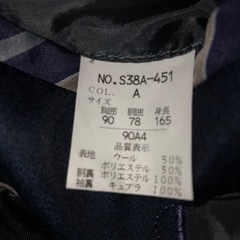 NO.S38A-451
COL. A
サイズ
胸囲 胴囲 身長
90 78 165
90A4
品質表示
表地 ウール 50%
ポリエステル 50%
胴裏 ポリエステル 100%
袖裏 キュプラ 100%